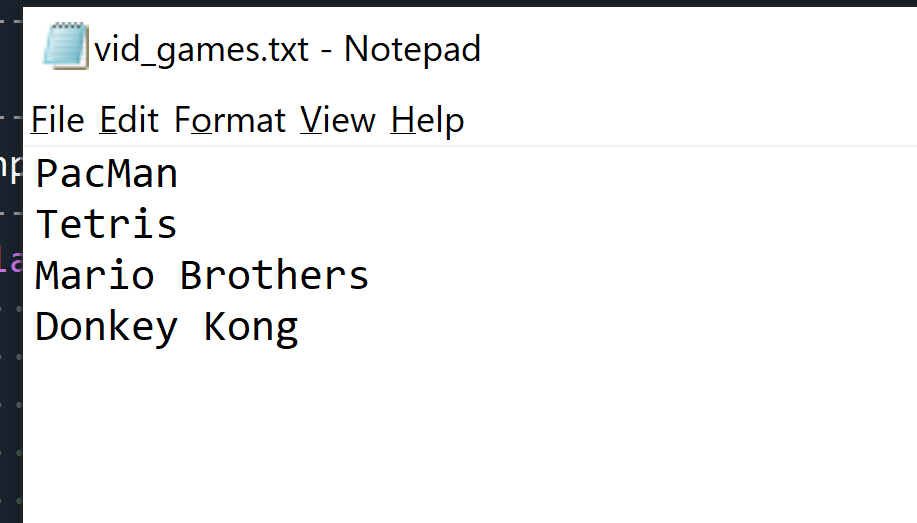 vid_games.txt - Notepad
File Edit Format View Help
PacMan
Tetris
Mario Brothers
Donkey Kong